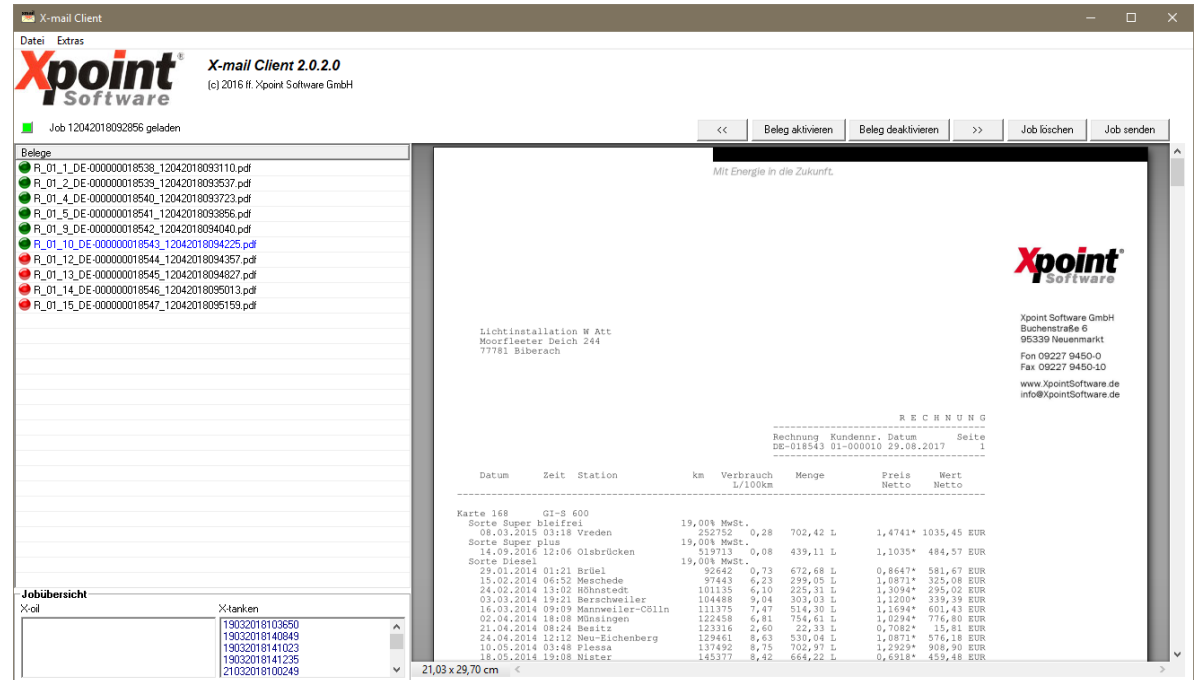 X-mail Client
Datei Extras
Xpoint®
Software
X-mail Client 2.0.2.0
(c) 2016 ff. Xpoint Software GmbH
Job 12042018092856 geladen
<< Beleg aktivieren Beleg deaktivieren >> Job löschen Job senden
Belege
R_01_1_DE-000000018538_12042018093110.pdf
R_01_2_DE-000000018539_12042018093537.pdf
R_01_4_DE-000000018540_12042018093723.pdf
R_01_5_DE-000000018541_12042018093856.pdf
R_01_9_DE-000000018542_12042018094040.pdf
R_01_10_DE-000000018543_12042018094225.pdf
R_01_12_DE-000000018544_12042018094357.pdf
R_01_13_DE-000000018545_12042018094827.pdf
R_01_14_DE-000000018546_12042018095013.pdf
R_01_15_DE-000000018547_12042018095159.pdf
Jobübersicht
X-oil X-tanken
19032018103650
19032018140849
19032018141023
19032018141235
21032018100249
Mit Energie in die Zukunft.
Xpoint®
Software
Xpoint Software GmbH
Buchenstraße 6
95339 Neuenmarkt
Fon 09227 9450-0
Fax 09227 9450-10
www.XpointSoftware.de
info@XpointSoftware.de
Lichtinstallation W Att
Moorfleeter Deich 244
77781 Biberach
R E C H N U N G
Rechnung Kundennr. Datum Seite
DE-018543 01-000010 29.08.2017 1
Datum Zeit Station km Verbrauch Menge Preis Wert
L/100km Netto Netto
Karte 168 GI-S 600
Sorte Super bleifrei 19,00% MwSt.
08.03.2015 03:18 Vreden 252752 0,28 702,42 L 1,4741* 1035,45 EUR
Sorte Super plus 19,00% MwSt.
14.09.2016 12:06 Olsbrücken 519713 0,08 439,11 L 1,1035* 484,57 EUR
Sorte Diesel 19,00% MwSt.
29.01.2014 01:21 Brüel 92642 0,73 672,68 L 0,8647* 581,67 EUR
15.02.2014 06:52 Meschede 97443 6,23 299,05 L 1,0871* 325,08 EUR
24.02.2014 13:02 Höhnstedt 101135 6,10 225,31 L 1,3094* 295,02 EUR
03.03.2014 19:21 Berschweiler 104488 9,04 303,03 L 1,1200* 339,39 EUR
16.03.2014 09:09 Mannweiler-Cölln 111375 7,47 514,30 L 1,1694* 601,43 EUR
02.04.2014 18:08 Münsingen 122458 6,81 754,61 L 1,0294* 776,80 EUR
21.04.2014 08:24 Besitz 123316 2,60 22,33 L 0,7082* 15,81 EUR
24.04.2014 12:12 Neu-Eichenberg 129461 8,63 530,04 L 1,0871* 576,18 EUR
10.05.2014 03:48 Plessa 137492 8,75 702,97 L 1,2929* 908,90 EUR
18.05.2014 19:08 Nister 145377 8,42 664,22 L 0,6918* 459,48 EUR
21,03 x 29,70 cm